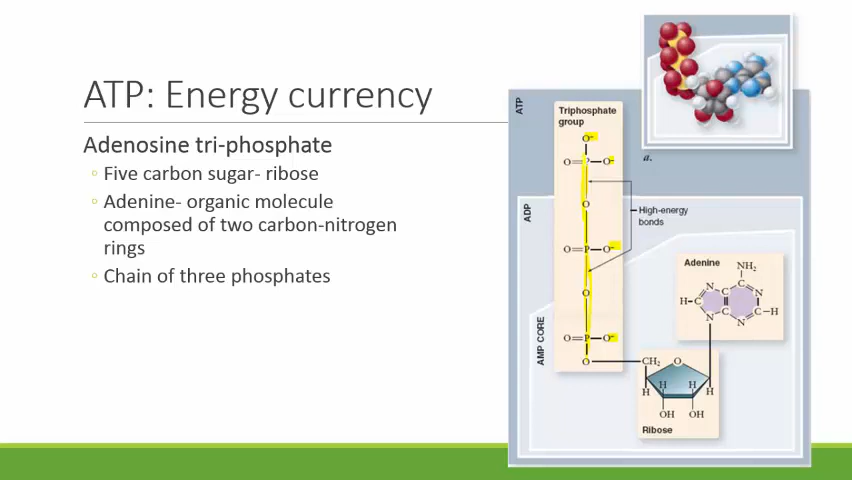 ATP: Energy currency
Adenosine tri-phosphate
Five carbon sugar- ribose
Adenine- organic molecule
composed of two carbon-nitrogen
rings
Chain of three phosphates
ATP
Triphosphate
group
a.
O–
O=P–O–
O
High-energy
bonds
ADP
O=P–O–
O
AMP CORE
O=P–O–
O
Adenine
NH₂
C
N C N
H–C
C C–H
N N
CH₂ O
H H H H
OH OH
Ribose